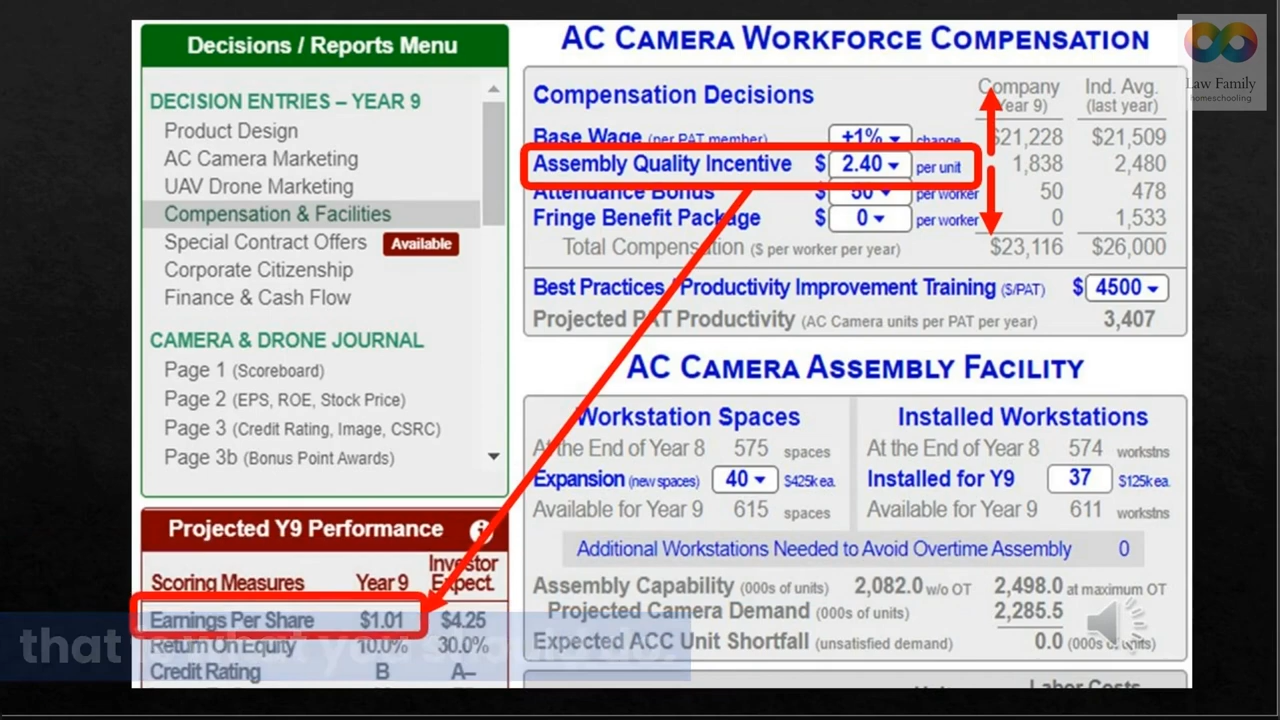 Decisions / Reports Menu
DECISION ENTRIES – YEAR 9
Product Design
AC Camera Marketing
UAV Drone Marketing
Compensation & Facilities
Special Contract Offers Available
Corporate Citizenship
Finance & Cash Flow
CAMERA & DRONE JOURNAL
Page 1 (Scoreboard)
Page 2 (EPS, ROE, Stock Price)
Page 3 (Credit Rating, Image, CSRC)
Page 3b (Bonus Point Awards)
Projected Y9 Performance
Scoring Measures Year 9 Investor Expect.
Earnings Per Share $1.01 $4.25
Return On Equity 10.0% 30.0%
Credit Rating B A–
that what you
AC CAMERA WORKFORCE COMPENSATION
Compensation Decisions Company (Year 9) Ind. Avg. (last year)
Base Wage (per PAT member) +1% change $21,228 $21,509
Assembly Quality Incentive $ 2.40 per unit 1,838 2,480
Attendance Bonus $ 50 per worker 50 478
Fringe Benefit Package $ 0 per worker 0 1,533
Total Compensation ($ per worker per year) $23,116 $26,000
Best Practices / Productivity Improvement Training ($/PAT) $ 4500
Projected PAT Productivity (AC Camera units per PAT per year) 3,407
AC CAMERA ASSEMBLY FACILITY
Workstation Spaces
At the End of Year 8 575 spaces
Expansion (new spaces) 40 $425k ea.
Available for Year 9 615 spaces
Installed Workstations
At the End of Year 8 574 workstns
Installed for Y9 37 $125k ea.
Available for Year 9 611 workstns
Additional Workstations Needed to Avoid Overtime Assembly 0
Assembly Capability (000s of units) 2,082.0 w/o OT 2,498.0 at maximum OT
Projected Camera Demand (000s of units) 2,285.5
Expected ACC Unit Shortfall (unsatisfied demand) 0.0 (000s of units)
Labor Costs
Law Family
homeschooling